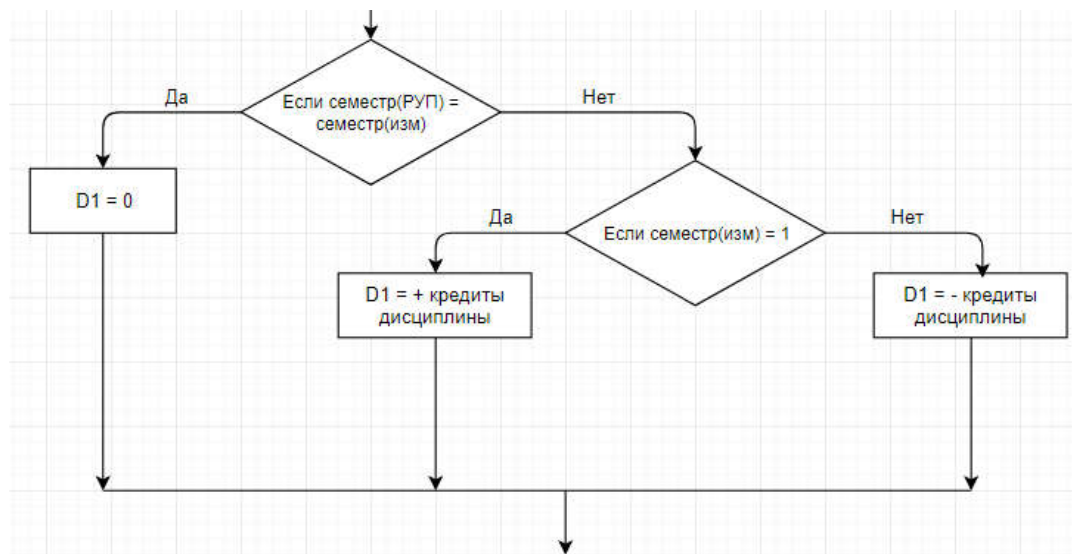 Да
Если семестр(РУП) =
семестр(изм)
Нет
D1 = 0
Да
Если семестр(изм) = 1
Нет
D1 = + кредиты
дисциплины
D1 = - кредиты
дисциплины